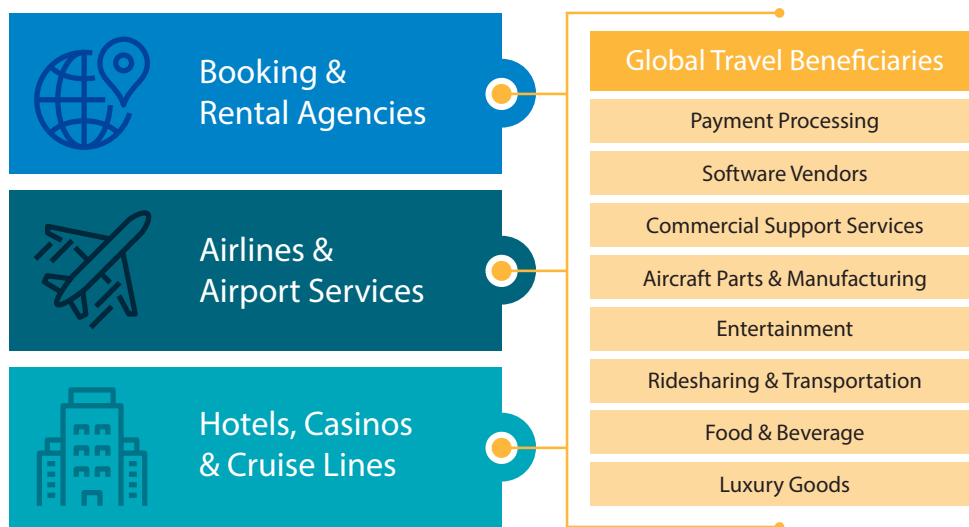 Booking &
Rental Agencies
Airlines &
Airport Services
Hotels, Casinos
& Cruise Lines
Global Travel Beneficiaries
Payment Processing
Software Vendors
Commercial Support Services
Aircraft Parts & Manufacturing
Entertainment
Ridesharing & Transportation
Food & Beverage
Luxury Goods